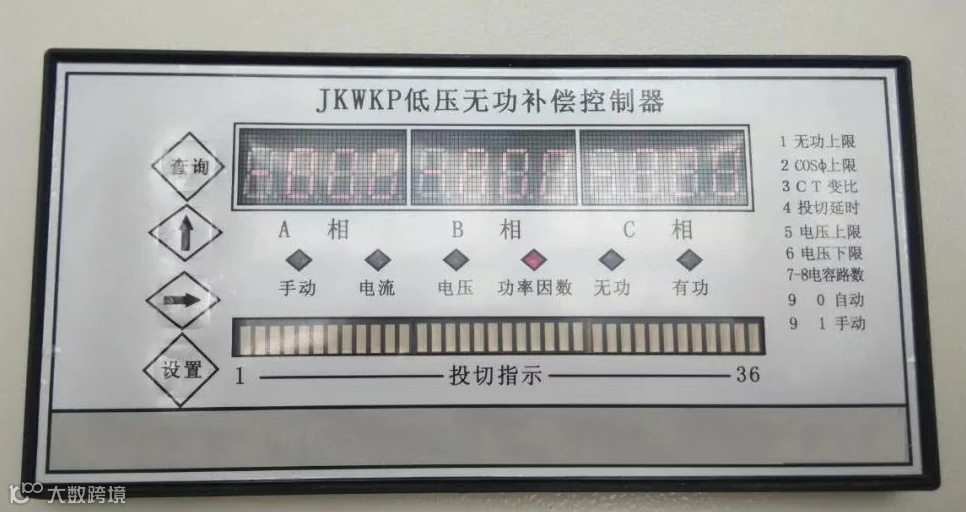 JKWKP低压无功补偿控制器
查询
设置
A 相
B 相
C 相
手动
电流
电压
功率因数
无功
有功
1
投切指示
36
1 无功上限
2 COSΦ上限
3 CT 变比
4 投切延时
5 电压上限
6 电压下限
7-8电容路数
9 0 自动
9 1 手动
大数跨境